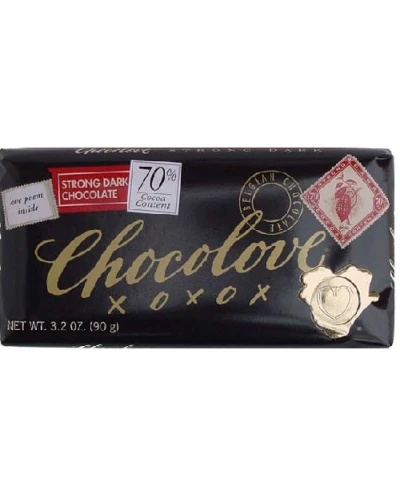 Chocolove STRONG DARK
love poem
inside
STRONG DARK
CHOCOLATE
70%
Cocoa
Content
BELGIAN CHOCOLATE
Chocolove
XOXOX
NET WT. 3.2 OZ. (90 g)